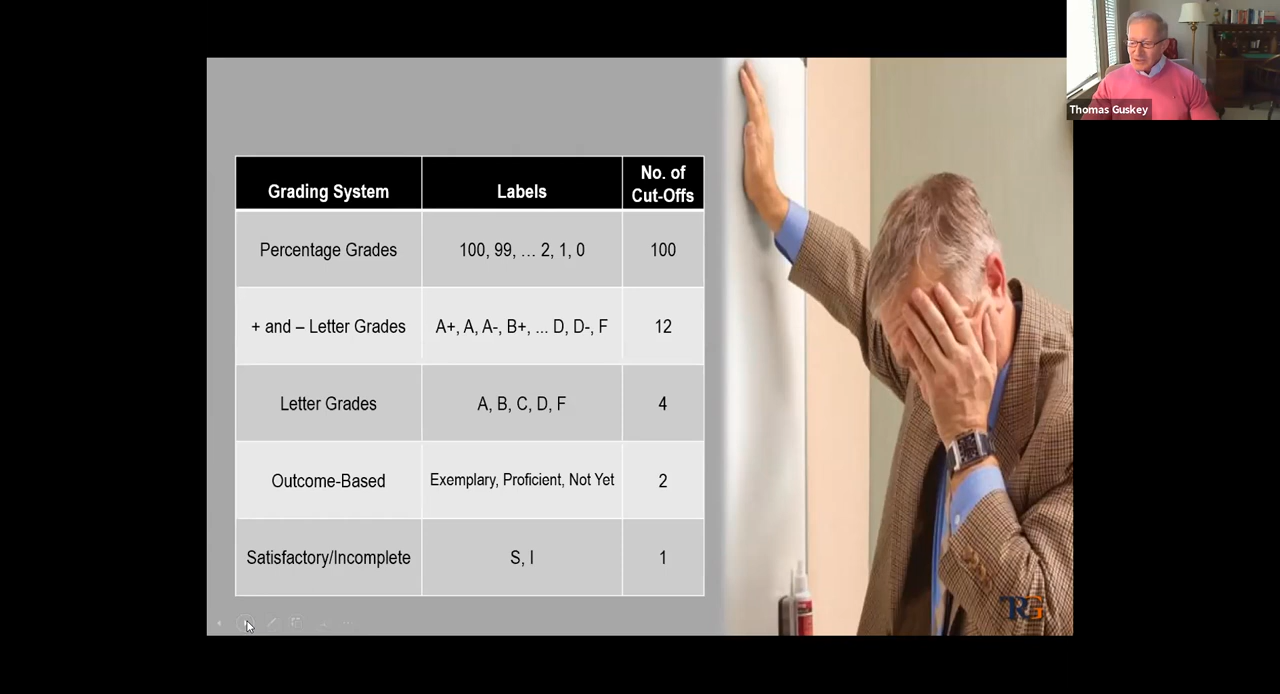 Thomas Guskey
Grading System Labels No. of Cut-Offs
Percentage Grades 100, 99, … 2, 1, 0 100
+ and – Letter Grades A+, A, A-, B+, ... D, D-, F 12
Letter Grades A, B, C, D, F 4
Outcome-Based Exemplary, Proficient, Not Yet 2
Satisfactory/Incomplete S, I 1
TRG